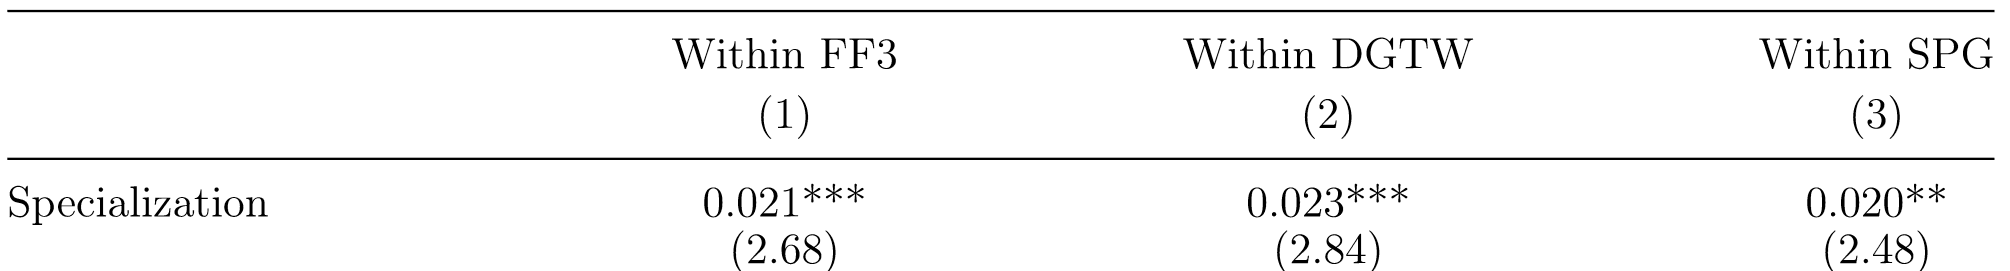 Within FF3 Within DGTW Within SPG
(1) (2) (3)
Specialization 0.021*** 0.023*** 0.020**
(2.68) (2.84) (2.48)